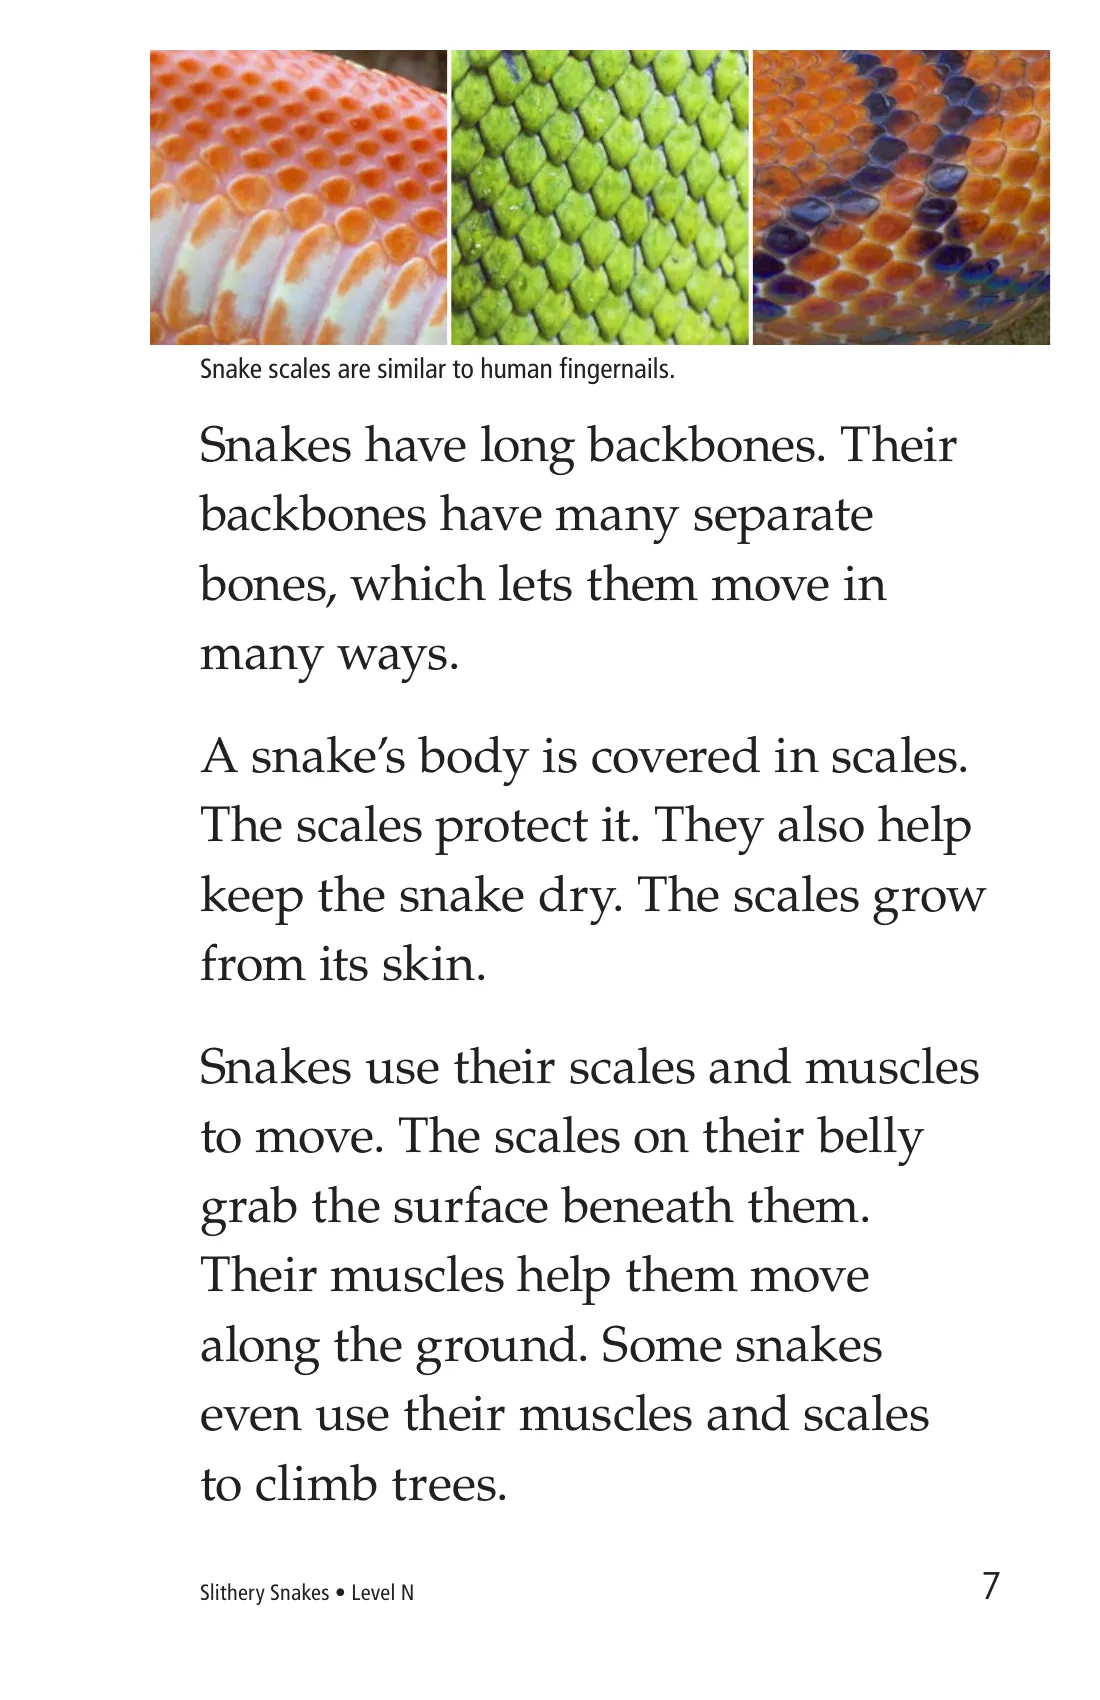 Snake scales are similar to human fingernails.
Snakes have long backbones. Their
backbones have many separate
bones, which lets them move in
many ways.
A snake’s body is covered in scales.
The scales protect it. They also help
keep the snake dry. The scales grow
from its skin.
Snakes use their scales and muscles
to move. The scales on their belly
grab the surface beneath them.
Their muscles help them move
along the ground. Some snakes
even use their muscles and scales
to climb trees.
Slithery Snakes • Level N
7